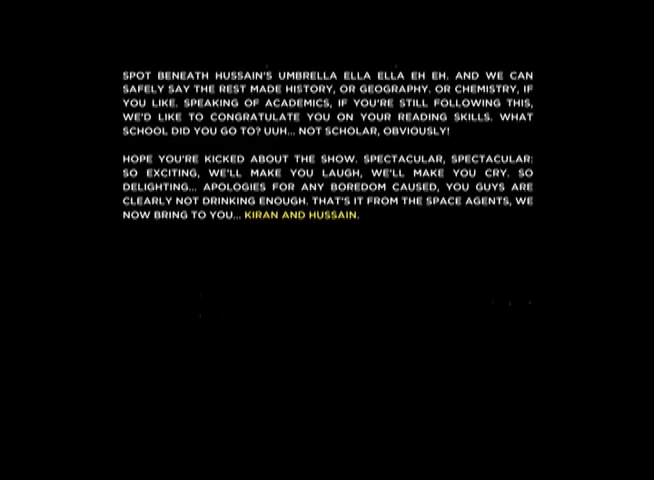 SPOT BENEATH HUSSAIN'S UMBRELLA ELLA ELLA EH EH. AND WE CAN
SAFELY SAY THE REST MADE HISTORY, OR GEOGRAPHY. OR CHEMISTRY, IF
YOU LIKE. SPEAKING OF ACADEMICS, IF YOU'RE STILL FOLLOWING THIS,
WE'D LIKE TO CONGRATULATE YOU ON YOUR READING SKILLS. WHAT
SCHOOL DID YOU GO TO? UUH... NOT SCHOLAR, OBVIOUSLY!
HOPE YOU'RE KICKED ABOUT THE SHOW. SPECTACULAR, SPECTACULAR;
SO EXCITING, WE'LL MAKE YOU LAUGH, WE'LL MAKE YOU CRY. SO
DELIGHTING... APOLOGIES FOR ANY BOREDOM CAUSED, YOU GUYS ARE
CLEARLY NOT DRINKING ENOUGH. THAT'S IT FROM THE SPACE AGENTS, WE
NOW BRING TO YOU... KIRAN AND HUSSAIN.